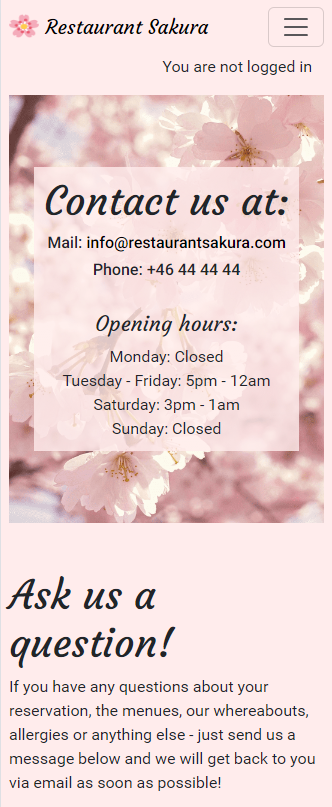 Restaurant Sakura
You are not logged in
Contact us at:
Mail: info@restaurantsakura.com
Phone: +46 44 44 44
Opening hours:
Monday: Closed
Tuesday - Friday: 5pm - 12am
Saturday: 3pm - 1am
Sunday: Closed
Ask us a
question!
If you have any questions about your
reservation, the menues, our whereabouts,
allergies or anything else - just send us a
message below and we will get back to you
via email as soon as possible!